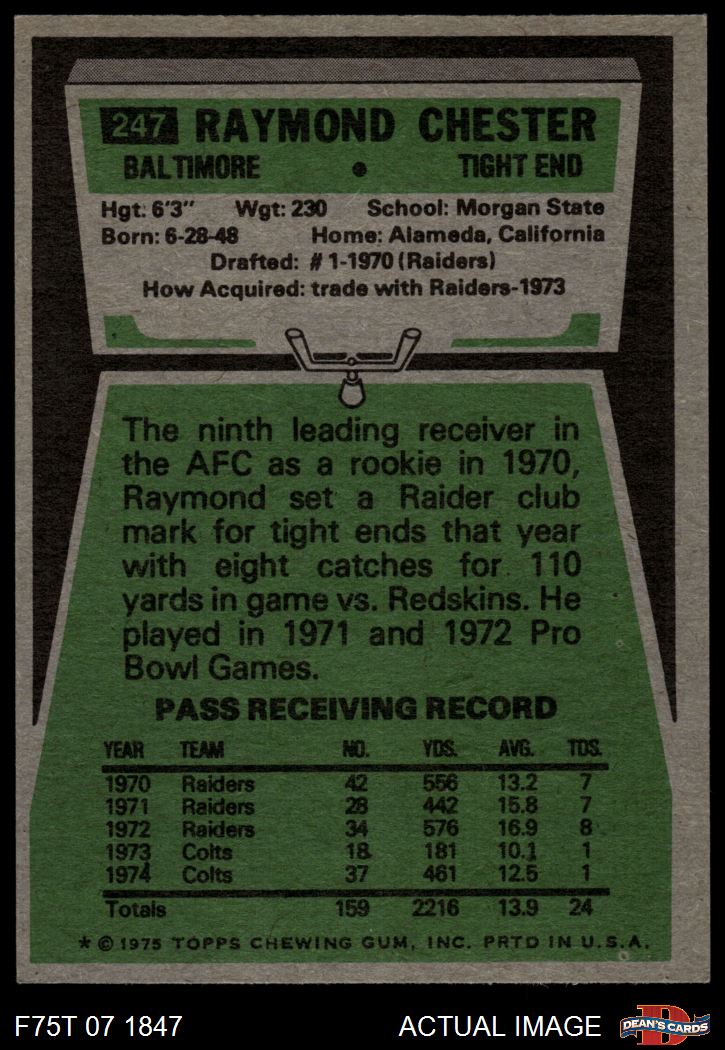 247 RAYMOND CHESTER
BALTIMORE • TIGHT END
Hgt: 6'3" Wgt: 230 School: Morgan State
Born: 6-28-48 Home: Alameda, California
Drafted: #1-1970 (Raiders)
How Acquired: trade with Raiders-1973
The ninth leading receiver in
the AFC as a rookie in 1970,
Raymond set a Raider club
mark for tight ends that year
with eight catches for 110
yards in game vs. Redskins. He
played in 1971 and 1972 Pro
Bowl Games.
PASS RECEIVING RECORD
YEAR TEAM NO. YDS. AVG. TDS.
1970 Raiders 42 556 13.2 7
1971 Raiders 28 442 15.8 7
1972 Raiders 34 576 16.9 8
1973 Colts 18 181 10.1 1
1974 Colts 37 461 12.5 1
Totals 159 2216 13.9 24
* © 1975 TOPPS CHEWING GUM, INC. PRTD IN U.S.A.
F75T 07 1847 ACTUAL IMAGE D DEAN'S CARDS